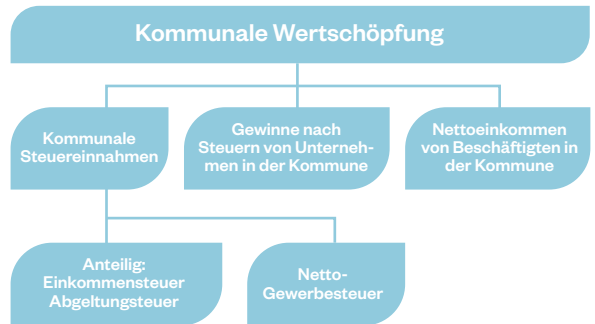 Kommunale Wertschöpfung
Kommunale
Steuereinnahmen
Gewinne nach
Steuern von Unterneh-
men in der Kommune
Nettoeinkommen
von Beschäftigten in
der Kommune
Anteilig:
Einkommensteuer
Abgeltungsteuer
Netto-
Gewerbesteuer